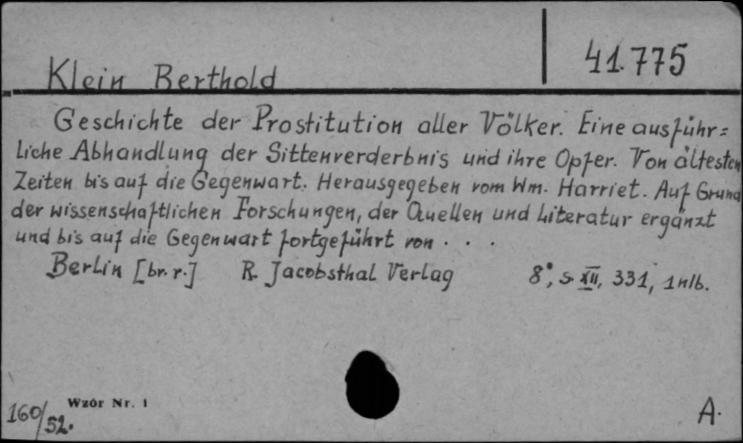 41.775
Klein Berthold
Geschichte der Prostitution aller Völker. Eine ausführ=
liche Abhandlung der Sittenverderbnis und ihre Opfer. Von ältesten
Zeiten bis auf die Gegenwart. Herausgegeben vom Wm. Harriet. Auf Grund
der wissenschaftlichen Forschungen, der Quellen und Literatur ergänzt
und bis auf die Gegenwart fortgeführt von . . .
Berlin [br.r.] R. Jacobsthal Verlag 8°, s. XII, 331, 1 nlb.
Wzór Nr. 1
160/52.
A.